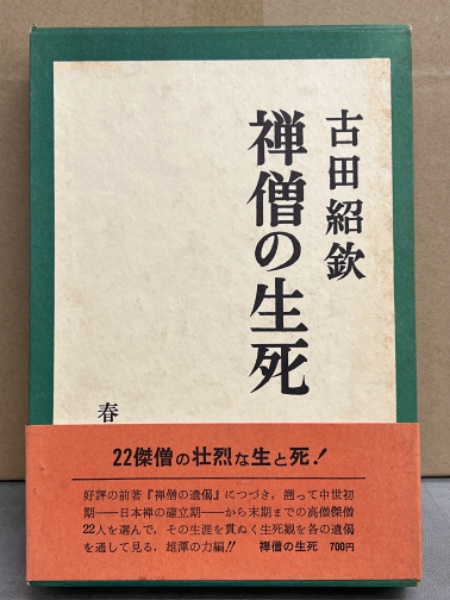 古田紹欽
禅僧の生死
春
22傑僧の壮烈な生と死！
好評の前著『禅僧の遺偈』につづき，遡って中世初
期——日本禅の確立期——から末期までの高僧傑僧
22人を選んで，その生涯を貫ぬく生死観を各の遺偈
を通して見る，雄渾の力編!!　禅僧の生死　700円